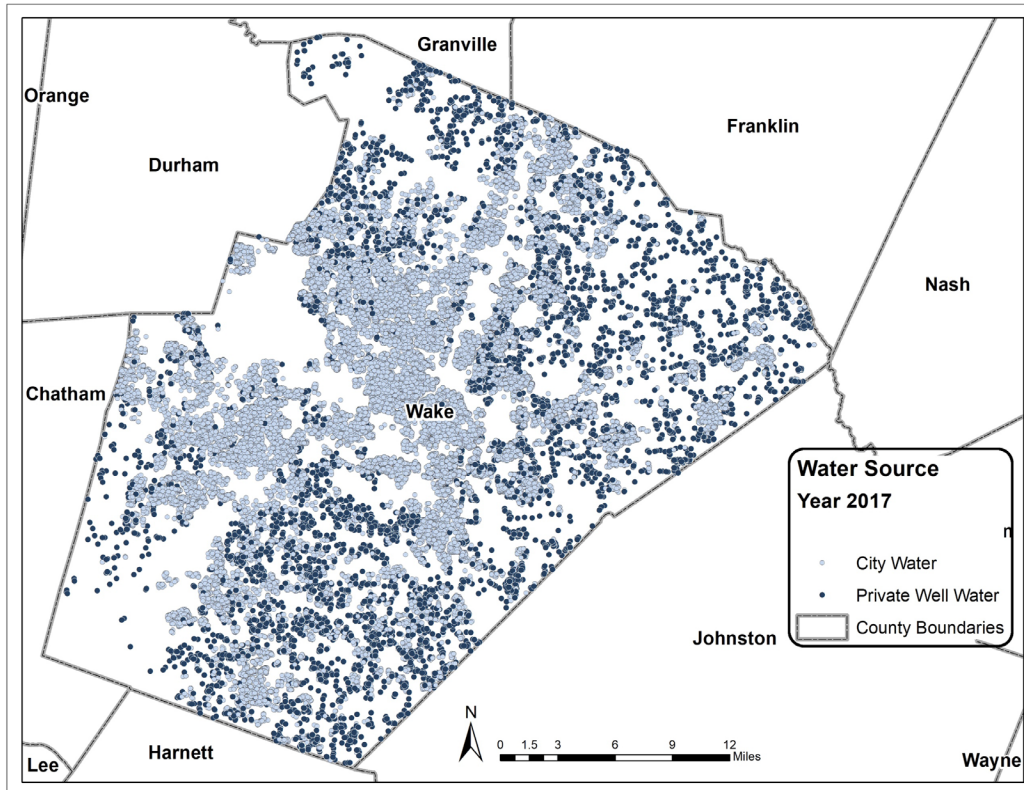 Granville
Orange
Franklin
Durham
Nash
Chatham
Wake
Water Source
Year 2017
n
City Water
Private Well Water
County Boundaries
Johnston
N
0 1.5 3 6 9 12
Miles
Harnett
Lee
Wayne